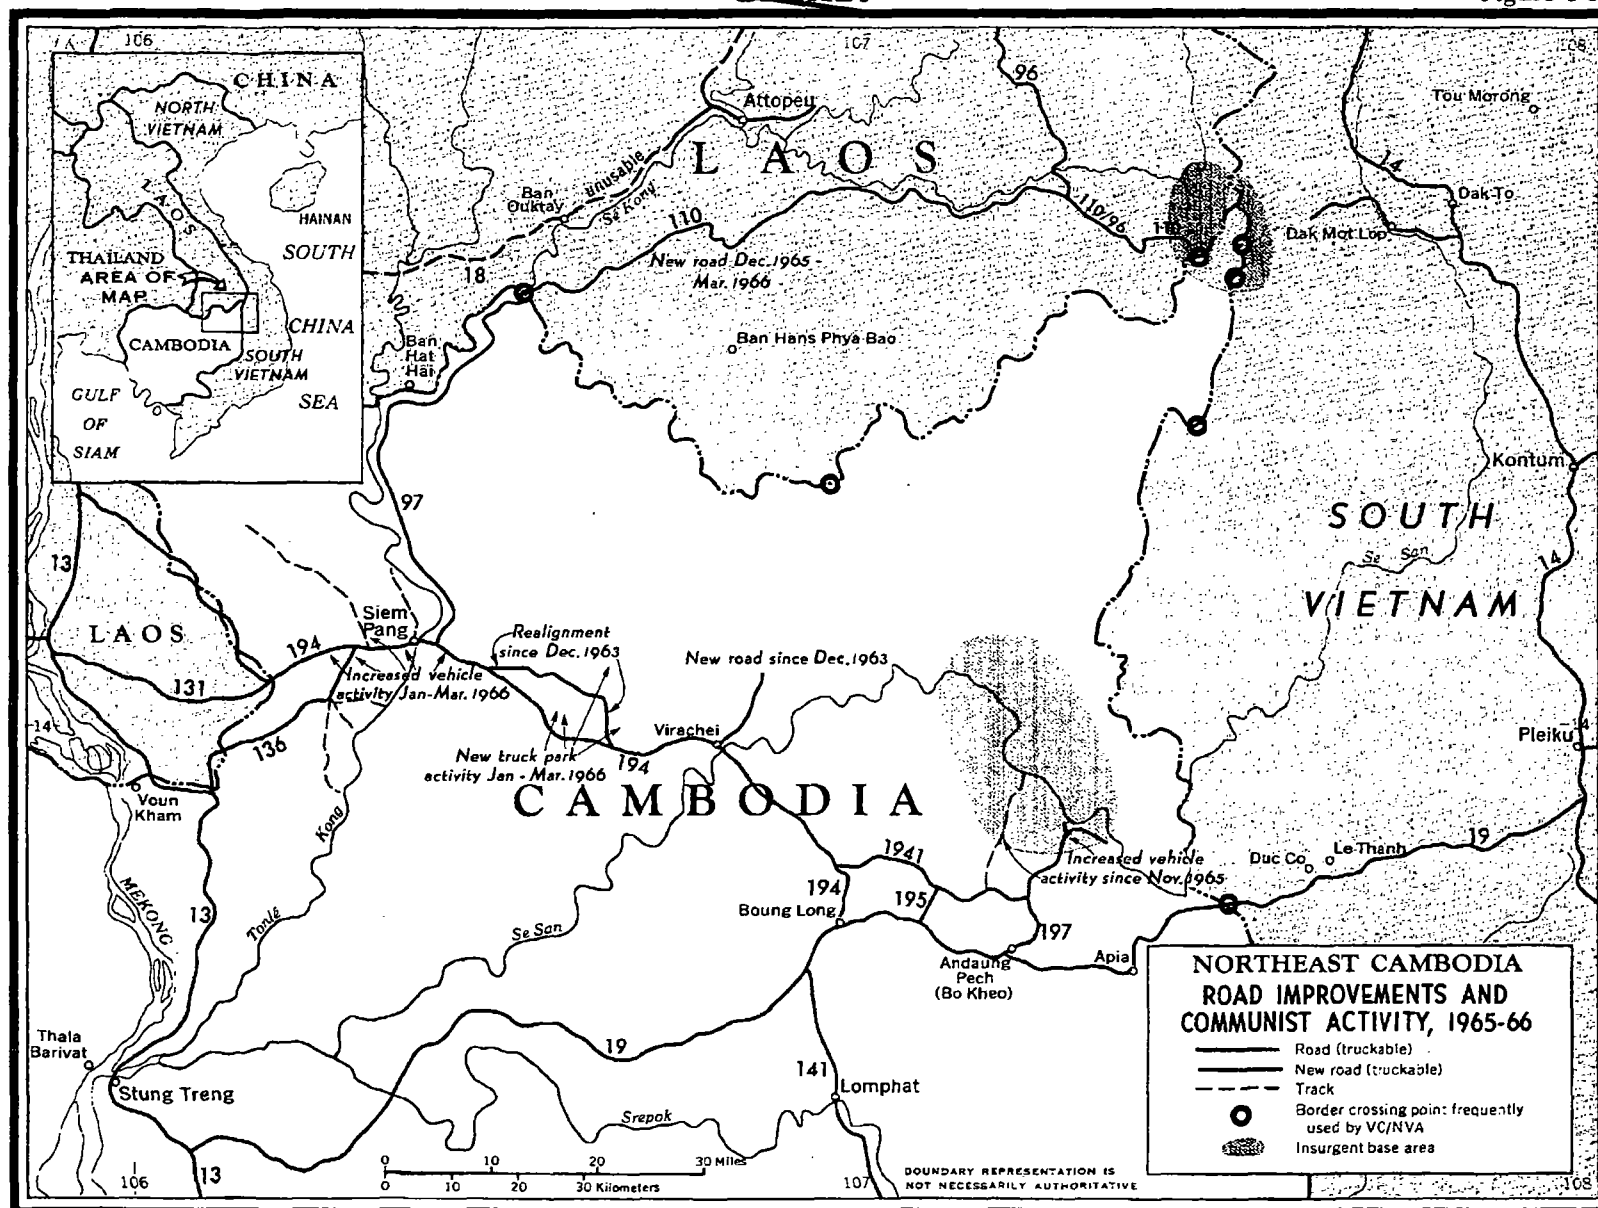 106
107
108
CHINA
NORTH
VIETNAM
LAOS
HAINAN
SOUTH
THAILAND
AREA OF
MAP
CHINA
CAMBODIA
SOUTH
VIETNAM
SEA
GULF
OF
SIAM
96
Tou Morong
Attopeu
LAOS
14
Dak To
Ban
Ouktay
unusable
Se Kong
110
110/96
110
Dak Mot Lop
18
New road Dec. 1965 -
Mar. 1966
Ban Hans Phya Bao
Ban
Hat
Hai
Kontum
97
SOUTH
VIETNAM
Se San
14
13
LAOS
Siem
Pang
194
Realignment
since Dec. 1963
New road since Dec. 1963
131
Increased vehicle
activity Jan-Mar. 1966
14
136
Virachei
New truck park
activity Jan - Mar. 1966
194
14
Pleiku
CAMBODIA
Voun
Kham
Kong
1941
Increased vehicle
activity since Nov. 1965
Duc Co
Le Thanh
19
MEKONG
13
Tonlé
194
195
Boung Long
Se San
197
Andaung
Pech
(Bo Kheo)
Apia
NORTHEAST CAMBODIA
ROAD IMPROVEMENTS AND
COMMUNIST ACTIVITY, 1965-66
Road (truckable)
New road (truckable)
Track
Border crossing point frequently
used by VC/NVA
Insurgent base area
Thala
Barivat
Stung Treng
19
141
Lomphat
Srepok
13
0 10 20 30 Miles
0 10 20 30 Kilometers
BOUNDARY REPRESENTATION IS
NOT NECESSARILY AUTHORITATIVE
106
107
108